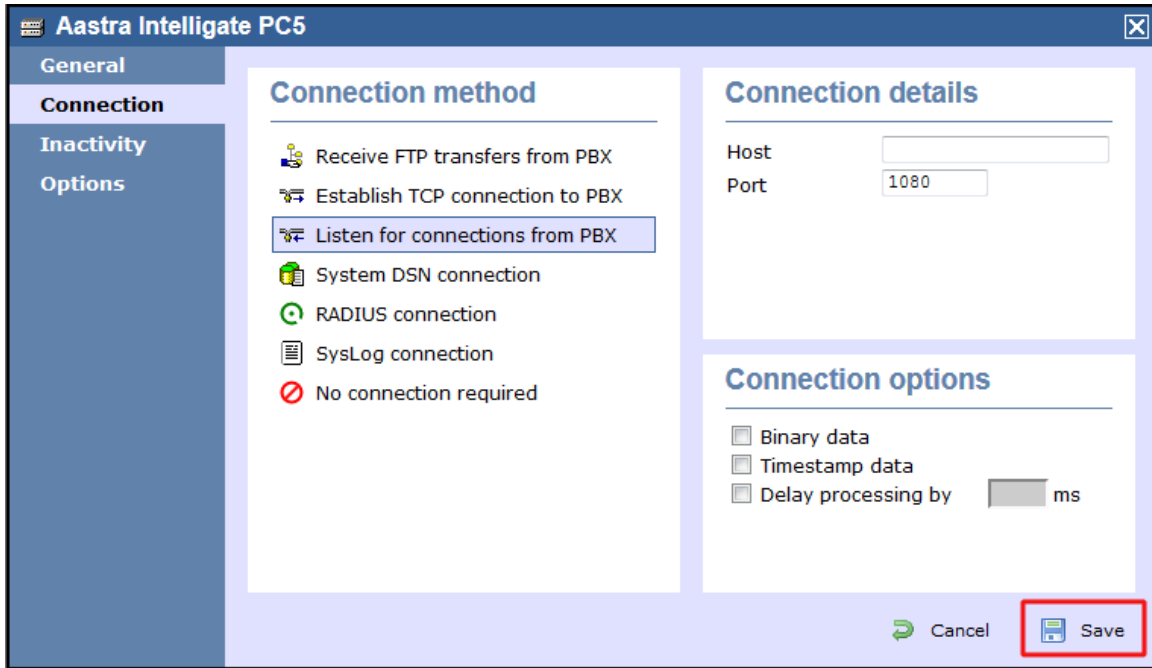 Aastra Intelligate PC5
General
Connection
Inactivity
Options
Connection method
Receive FTP transfers from PBX
Establish TCP connection to PBX
Listen for connections from PBX
System DSN connection
RADIUS connection
SysLog connection
No connection required
Connection details
Host
Port 1080
Connection options
Binary data
Timestamp data
Delay processing by ms
Cancel Save